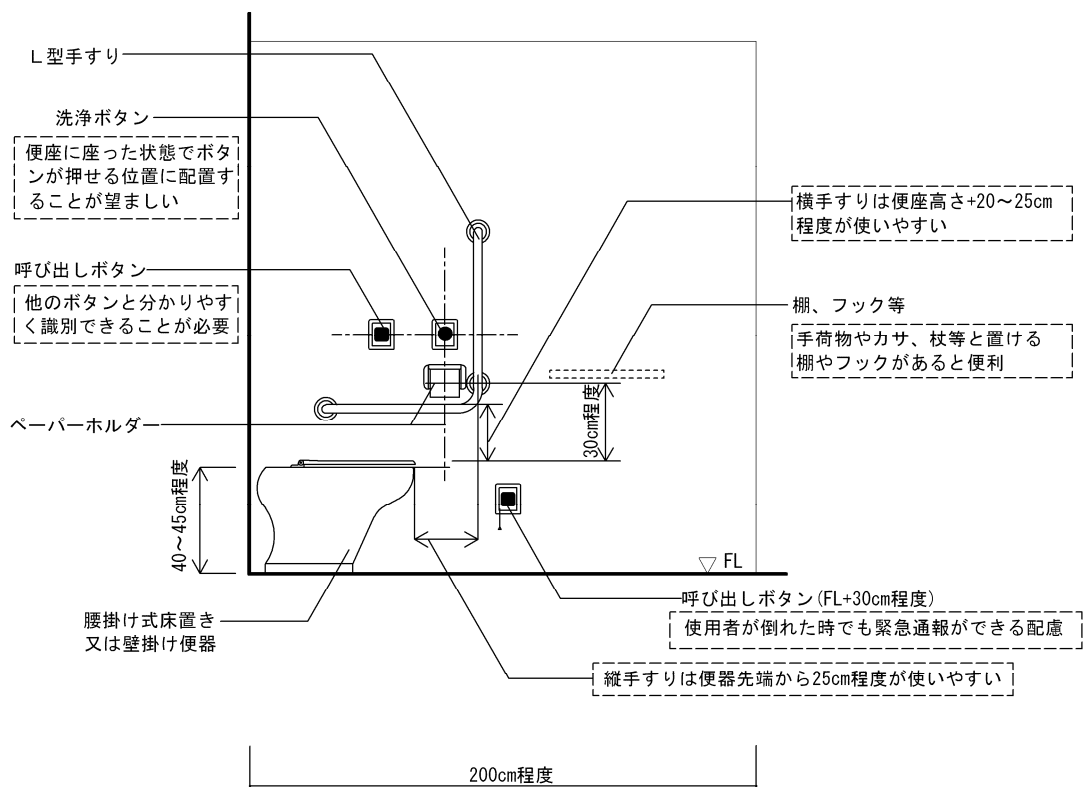 L型手すり
洗浄ボタン
便座に座った状態でボタ
ンが押せる位置に配置す
ることが望ましい
呼び出しボタン
他のボタンと分かりやす
く識別できることが必要
ペーパーホルダー
40～45cm程度
腰掛け式床置き
又は壁掛け便器
横手すりは便座高さ+20～25cm
程度が使いやすい
棚、フック等
手荷物やカサ、杖等と置ける
棚やフックがあると便利
30cm程度
FL
呼び出しボタン(FL+30cm程度)
使用者が倒れた時でも緊急通報ができる配慮
縦手すりは便器先端から25cm程度が使いやすい
200cm程度